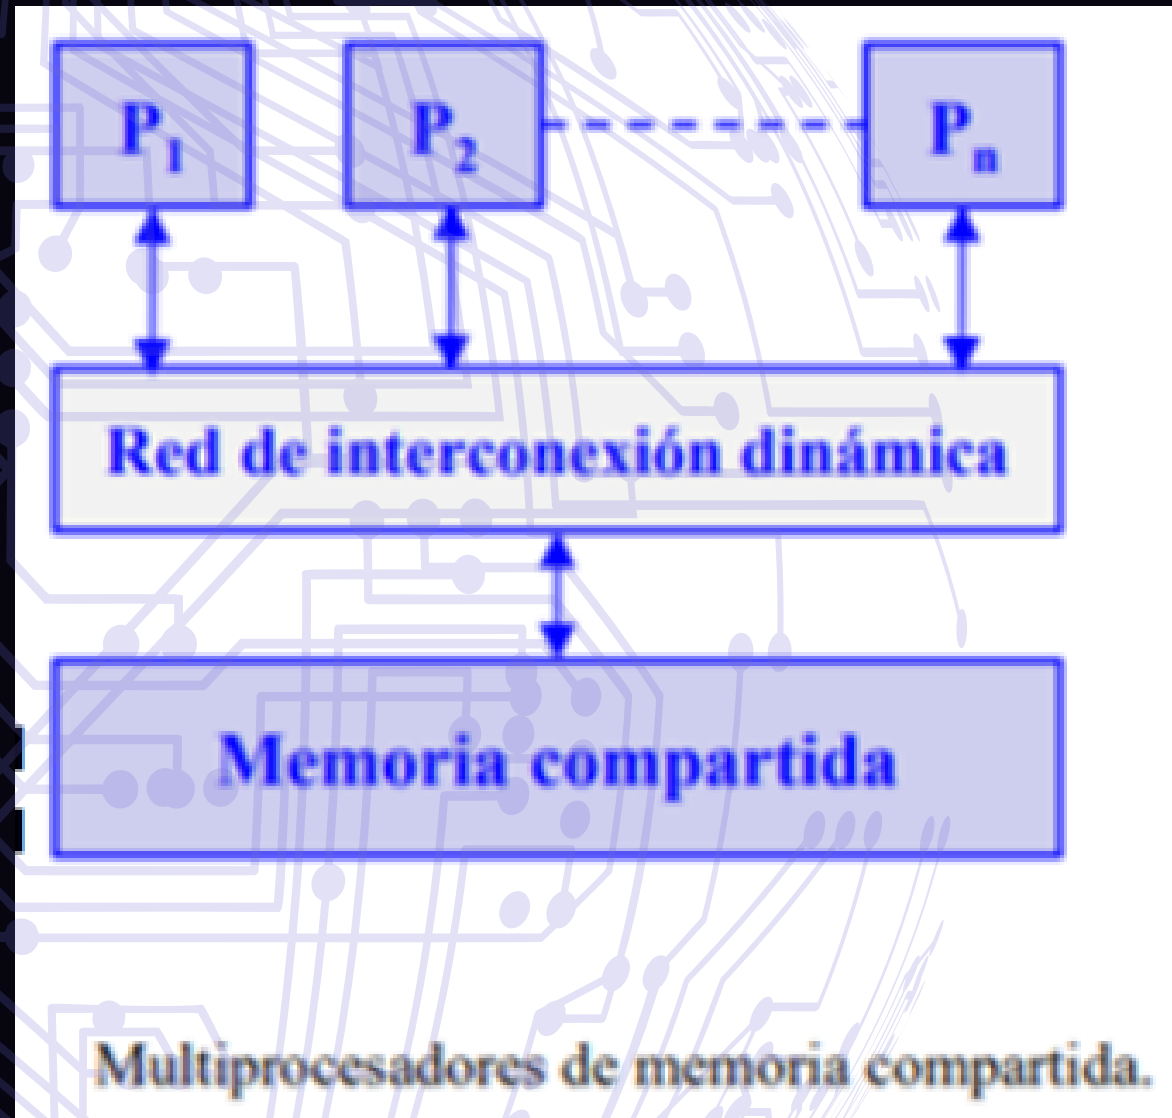 P1 P2 Pn
Red de interconexión dinámica
Memoria compartida
Multiprocesadores de memoria compartida.